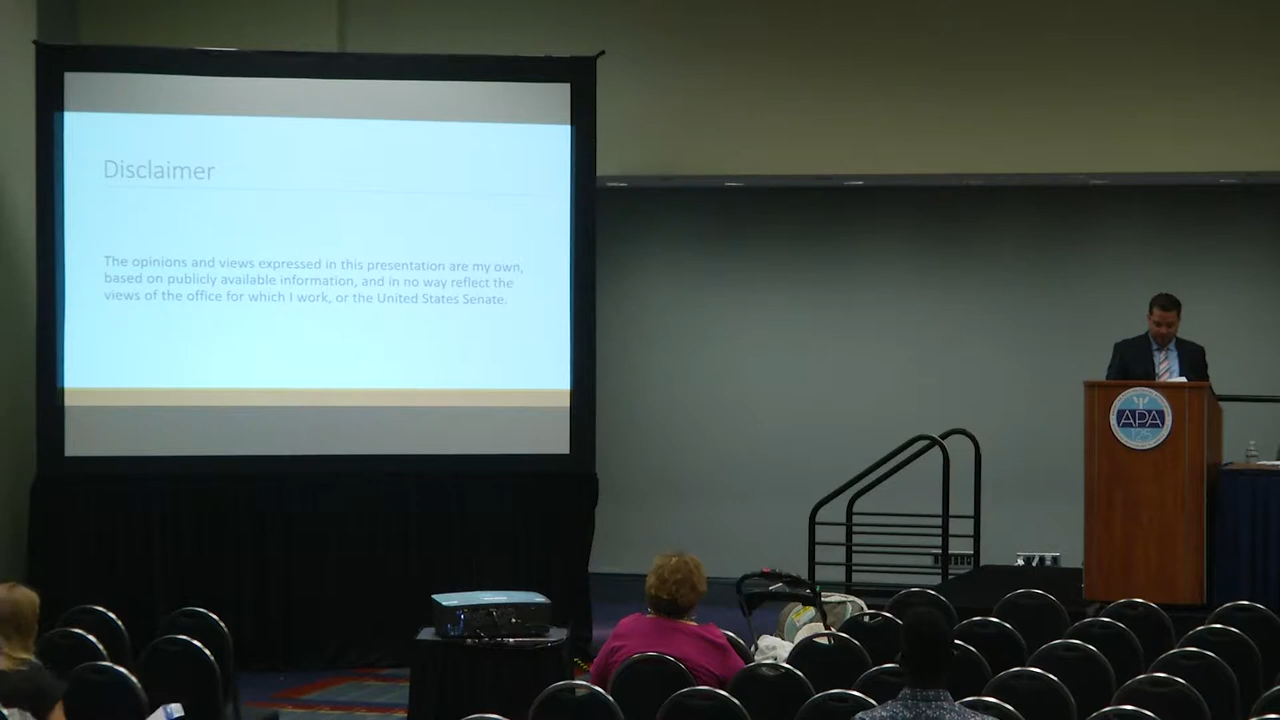 Disclaimer
The opinions and views expressed in this presentation are my own,
based on publicly available information, and in no way reflect the
views of the office for which I work, or the United States Senate.
APA
125